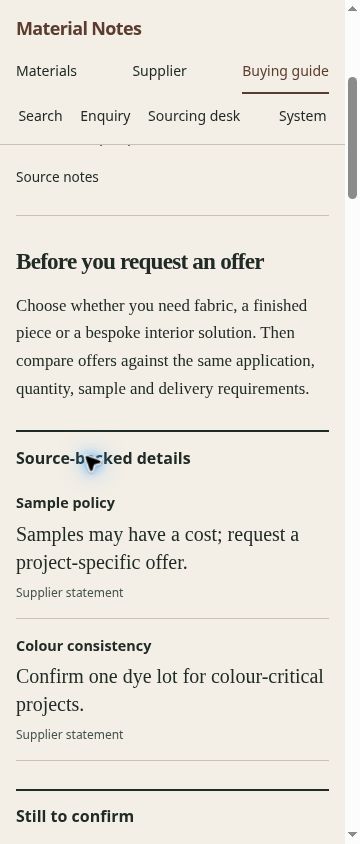 Material Notes
Materials Supplier Buying guide
Search Enquiry Sourcing desk System
Source notes
Before you request an offer
Choose whether you need fabric, a finished
piece or a bespoke interior solution. Then
compare offers against the same application,
quantity, sample and delivery requirements.
Source-backed details
Sample policy
Samples may have a cost; request a
project-specific offer.
Supplier statement
Colour consistency
Confirm one dye lot for colour-critical
projects.
Supplier statement
Still to confirm